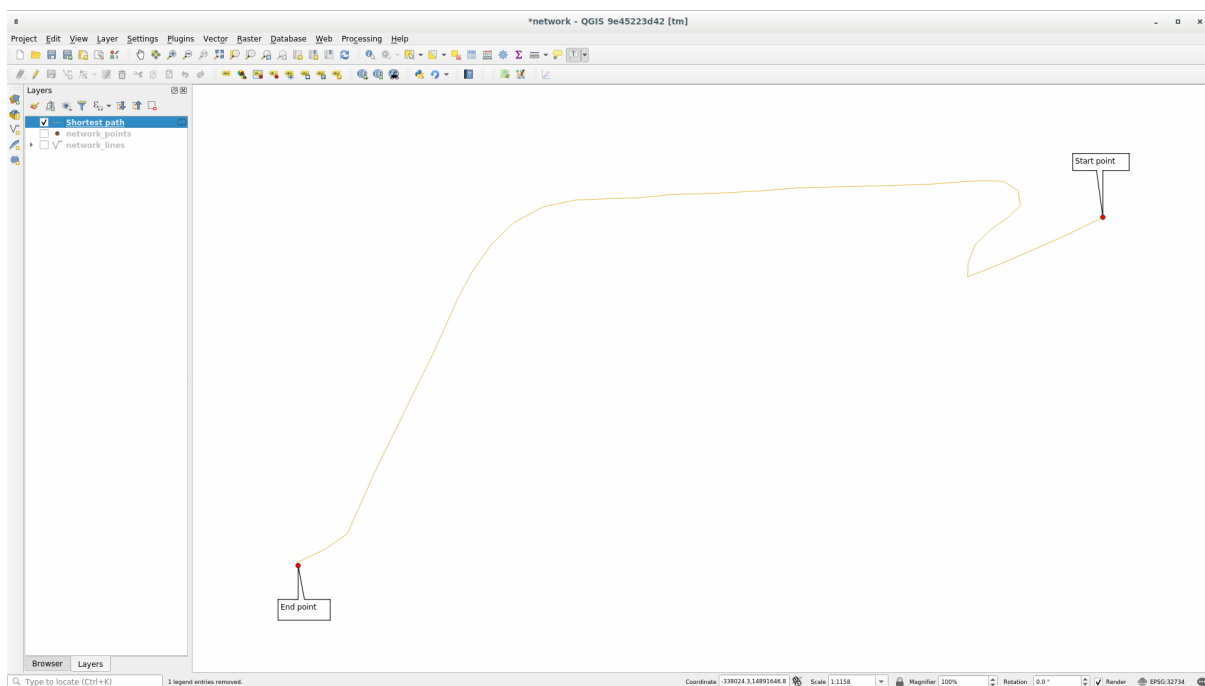 *network - QGIS 9e45223d42 [tm]
Project Edit View Layer Settings Plugins Vector Raster Database Web Processing Help
Layers
Shortest path
network_points
network_lines
Start point
End point
Browser Layers
Type to locate (Ctrl+K) 1 legend entries removed. Coordinate -338024.3,14891646.8 Scale 1:1158 Magnifier 100% Rotation 0.0 ° Render EPSG:32734